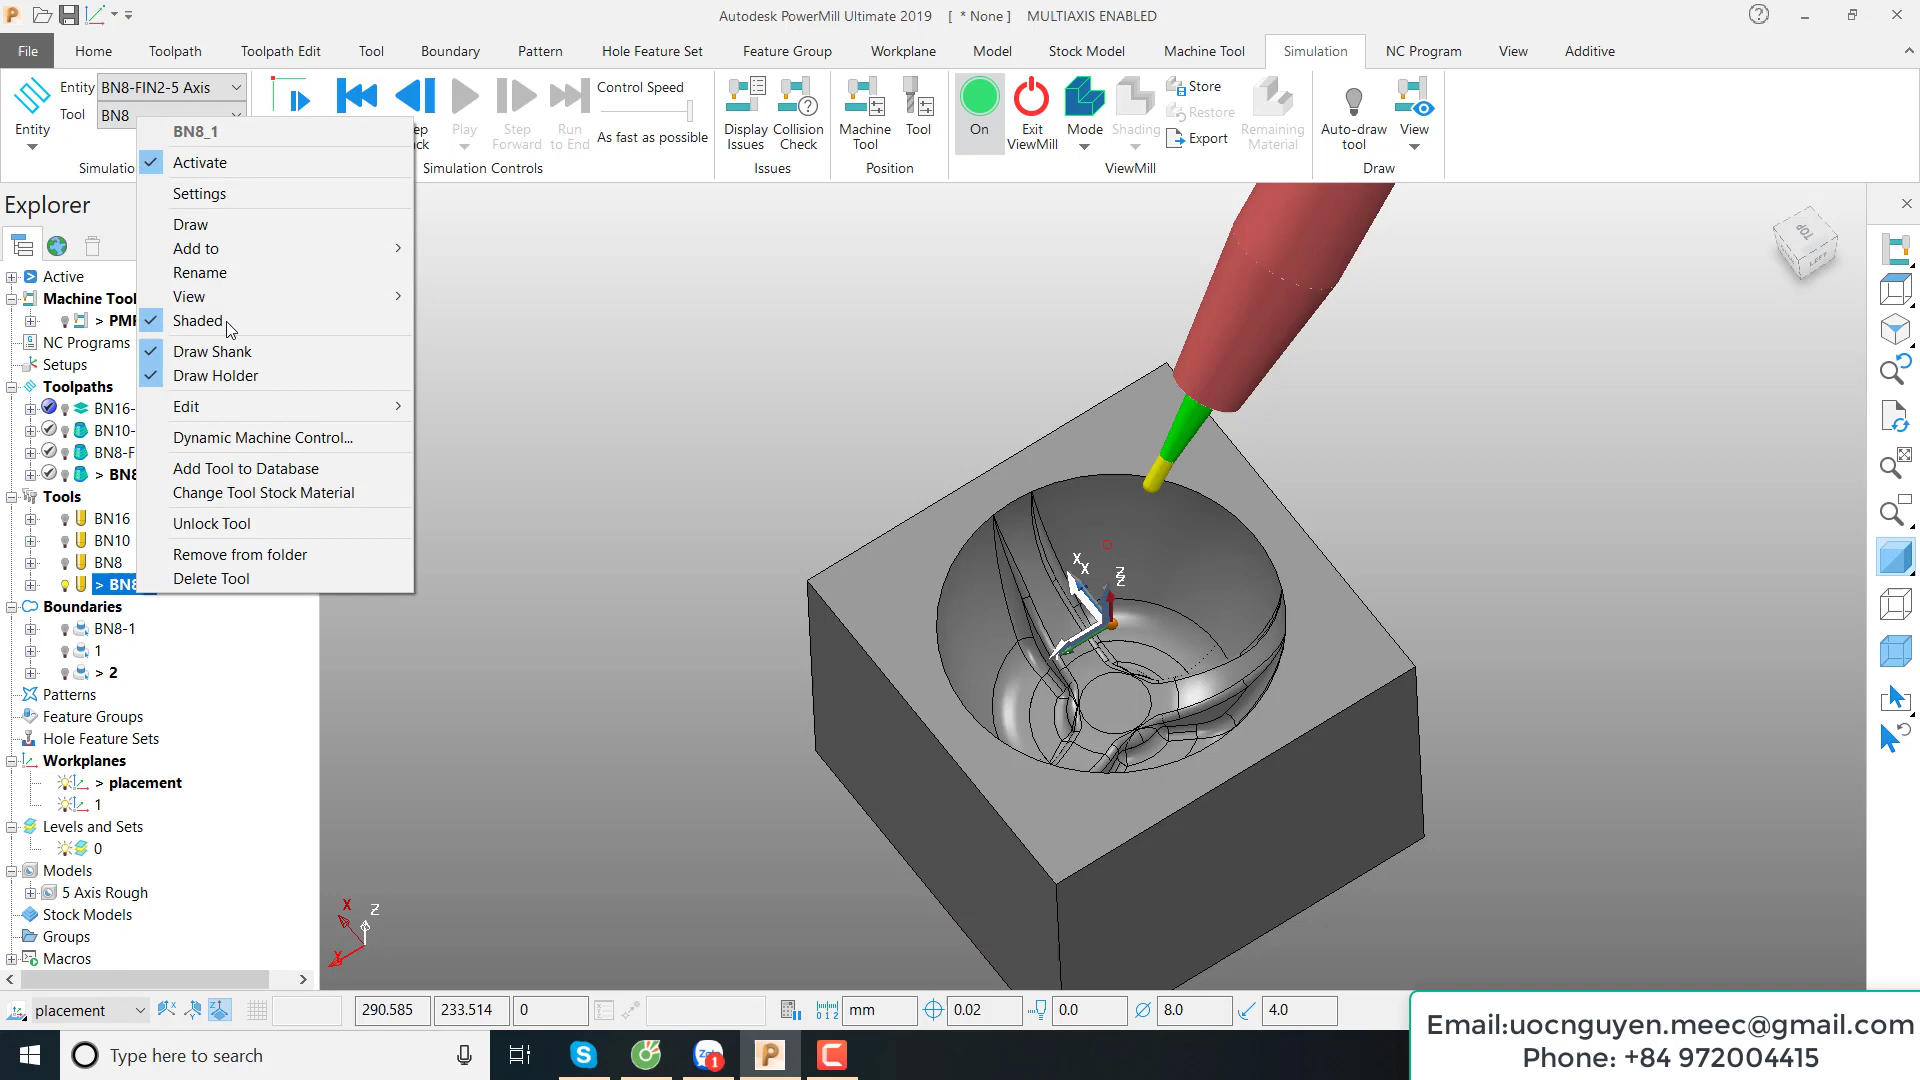 Autodesk PowerMill Ultimate 2019 [ * None ] MULTIAXIS ENABLED
File Home Toolpath Toolpath Edit Tool Boundary Pattern Hole Feature Set Feature Group Workplane Model Stock Model Machine Tool Simulation NC Program View Additive
Entity BN8-FIN2-5 Axis
Tool BN8
Entity
Simulatio
Play
Step Forward
Run to End
Control Speed
As fast as possible
Simulation Controls
Display Issues
Collision Check
Issues
Machine Tool
Tool
Position
On
Exit ViewMill
Mode
Shading
Store
Restore
Export
Remaining Material
ViewMill
Auto-draw tool
View
Draw
BN8_1
Activate
Settings
Draw
Add to
Rename
View
Shaded
Draw Shank
Draw Holder
Edit
Dynamic Machine Control...
Add Tool to Database
Change Tool Stock Material
Unlock Tool
Remove from folder
Delete Tool
Explorer
Active
Machine Tool
> PMP
NC Programs
Setups
Toolpaths
BN16-
BN10-
BN8-F
> BN8
Tools
BN16
BN10
BN8
> BN8
Boundaries
BN8-1
1
> 2
Patterns
Feature Groups
Hole Feature Sets
Workplanes
> placement
1
Levels and Sets
0
Models
5 Axis Rough
Stock Models
Groups
Macros
TOP
LEFT
X
X
Z
Z
X
Z
Y
placement 290.585 233.514 0 mm 0.02 0.0 8.0 4.0
Type here to search
1
Email:uocnguyen.meec@gmail.com
Phone: +84 972004415